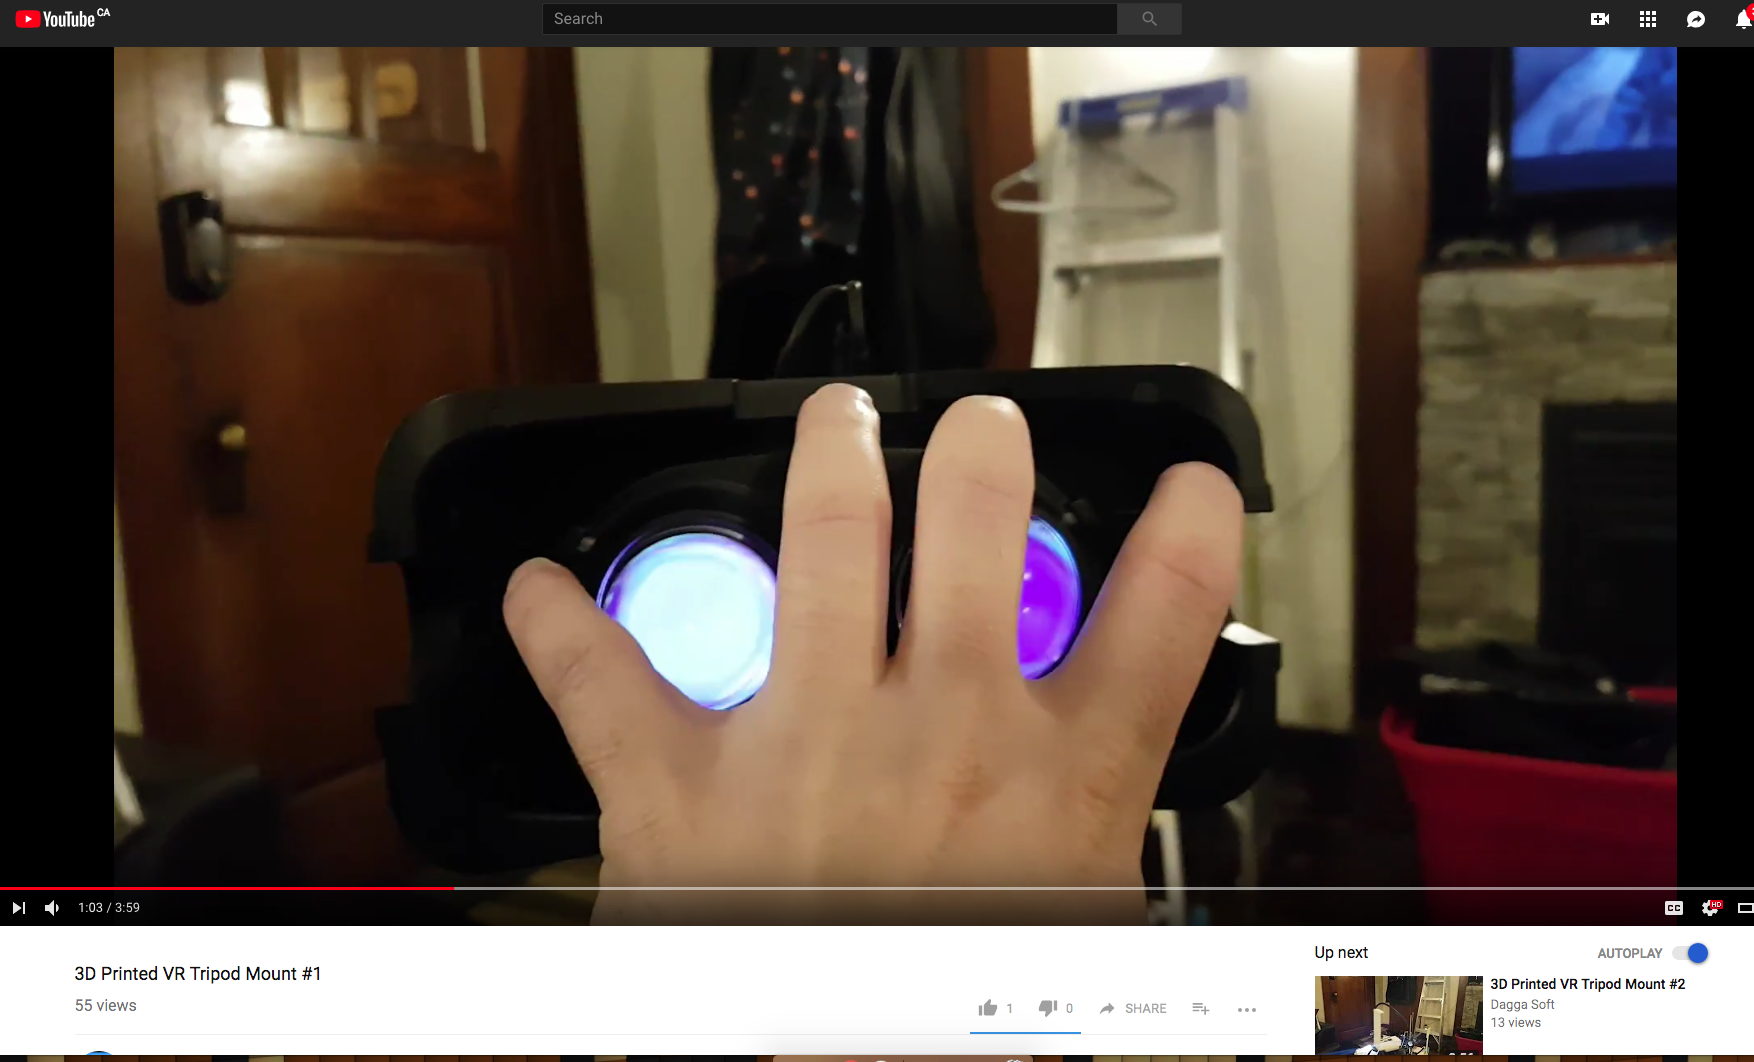 YouTube CA
Search
1:03 / 3:59
CC
HD
3D Printed VR Tripod Mount #1
55 views
1
0
SHARE
Up next
AUTOPLAY
3D Printed VR Tripod Mount #2
Dagga Soft
13 views